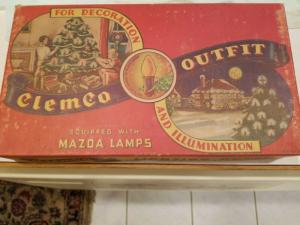 FOR DECORATION
Clemco
OUTFIT
AND ILLUMINATION
EQUIPPED WITH
MAZDA LAMPS